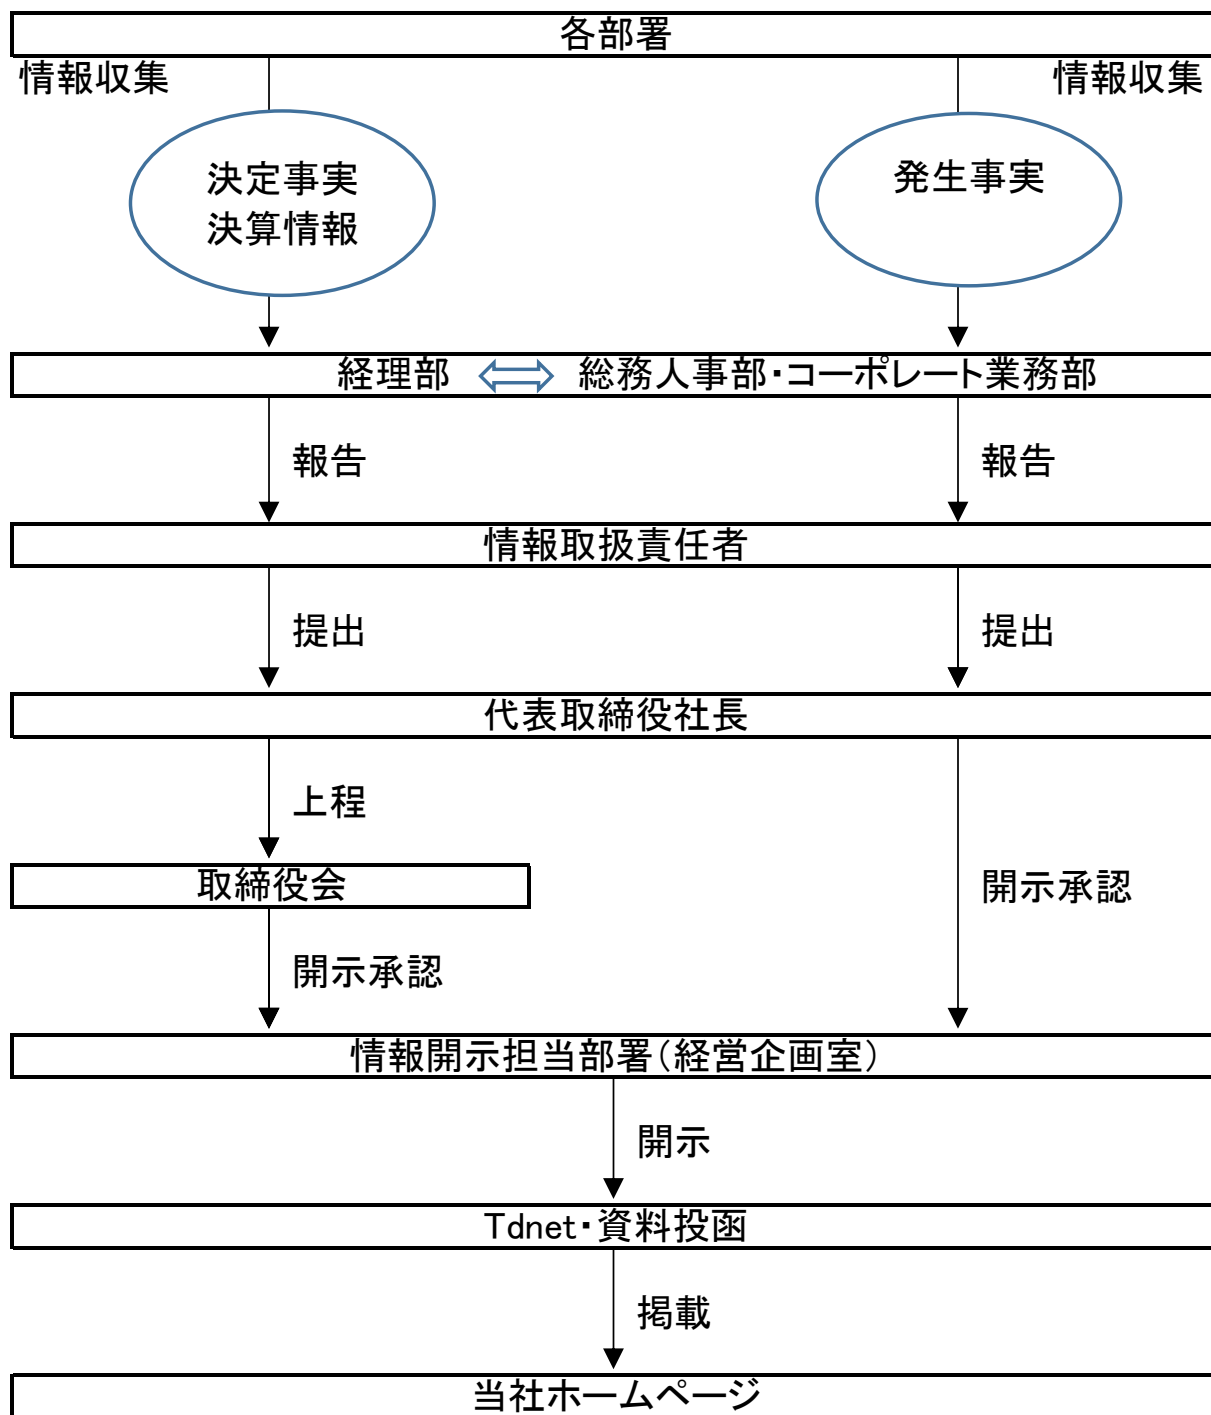 各部署
情報収集
情報収集
決定事実
決算情報
発生事実
経理部 総務人事部・コーポレート業務部
報告
報告
情報取扱責任者
提出
提出
代表取締役社長
上程
取締役会
開示承認
開示承認
情報開示担当部署(経営企画室)
開示
Tdnet・資料投函
掲載
当社ホームページ